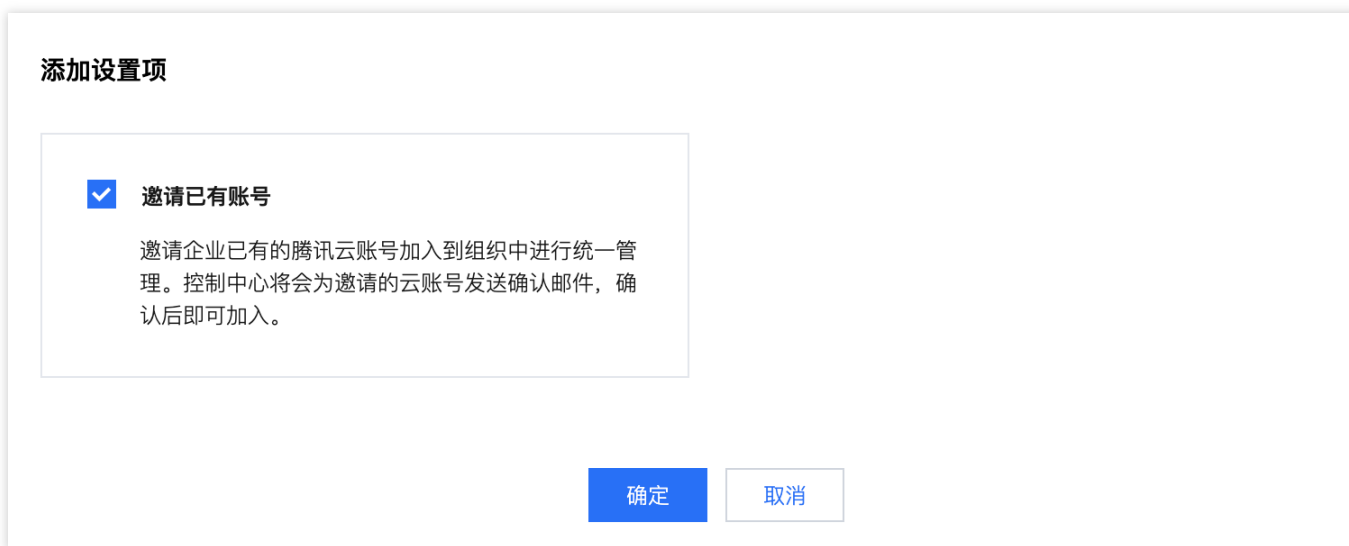 添加设置项
邀请已有账号
邀请企业已有的腾讯云账号加入到组织中进行统一管
理。控制中心将会为邀请的云账号发送确认邮件，确
认后即可加入。
确定
取消